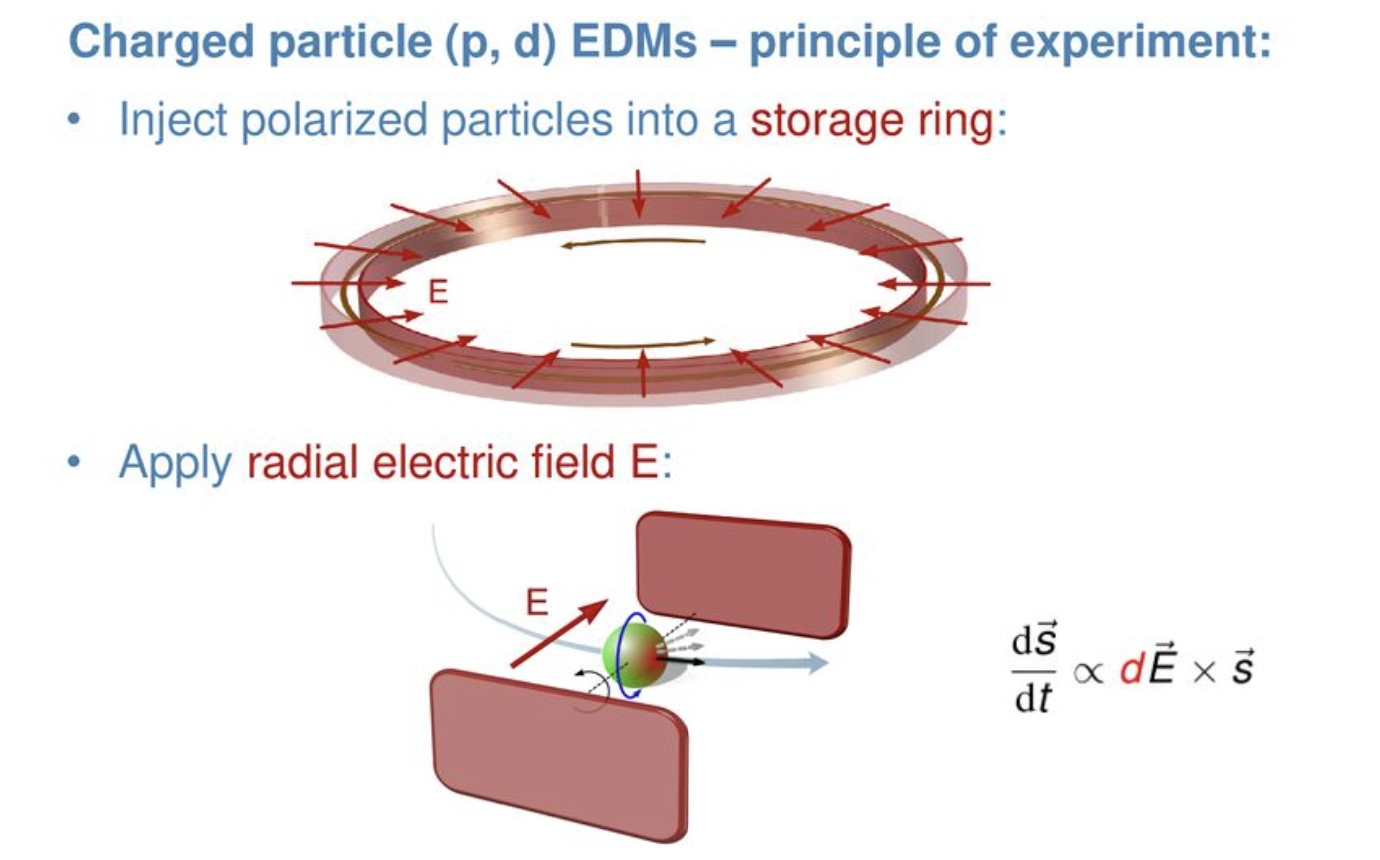 Charged particle (p, d) EDMs – principle of experiment:
• Inject polarized particles into a storage ring:
E
• Apply radial electric field E:
E
ds⃗/dt ∝ dE⃗ × s⃗